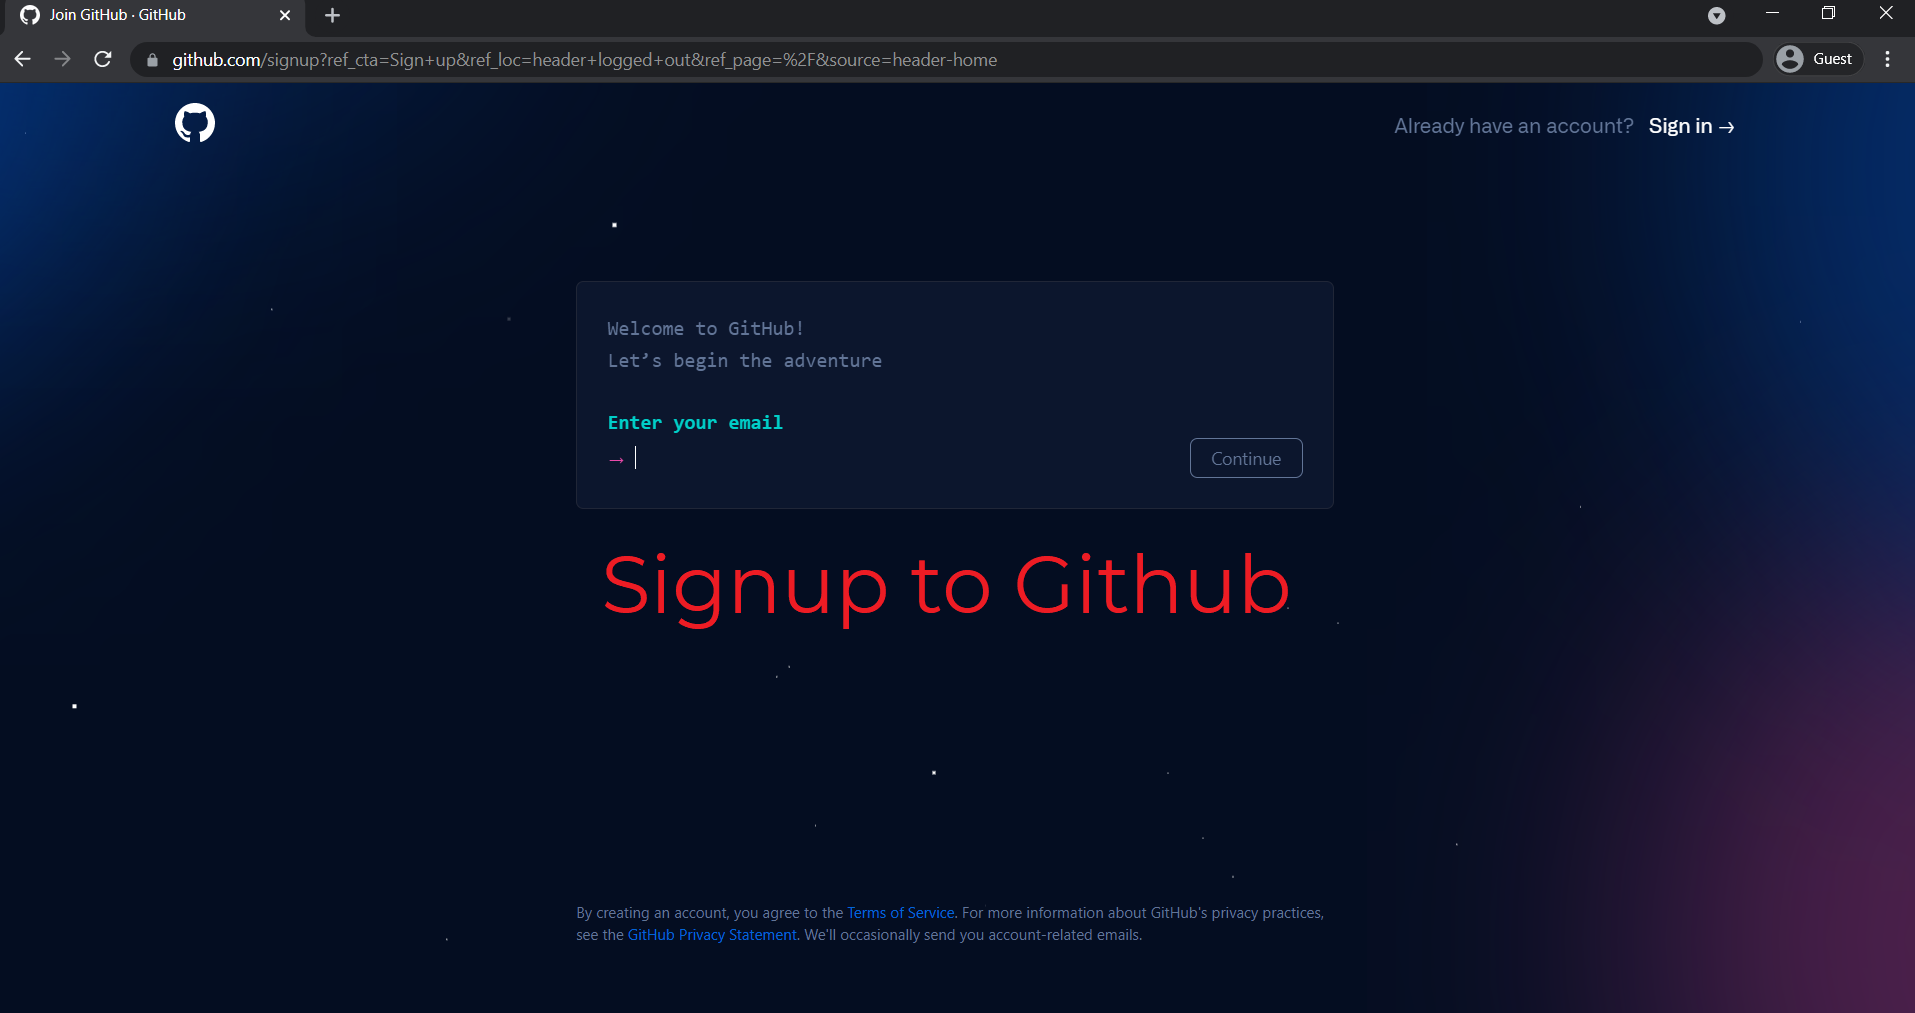 Join GitHub · GitHub
github.com/signup?ref_cta=Sign+up&ref_loc=header+logged+out&ref_page=%2F&source=header-home
Guest
Already have an account? Sign in →
Welcome to GitHub!
Let’s begin the adventure
Enter your email
→
Continue
Signup to Github
By creating an account, you agree to the Terms of Service. For more information about GitHub's privacy practices,
see the GitHub Privacy Statement. We'll occasionally send you account-related emails.